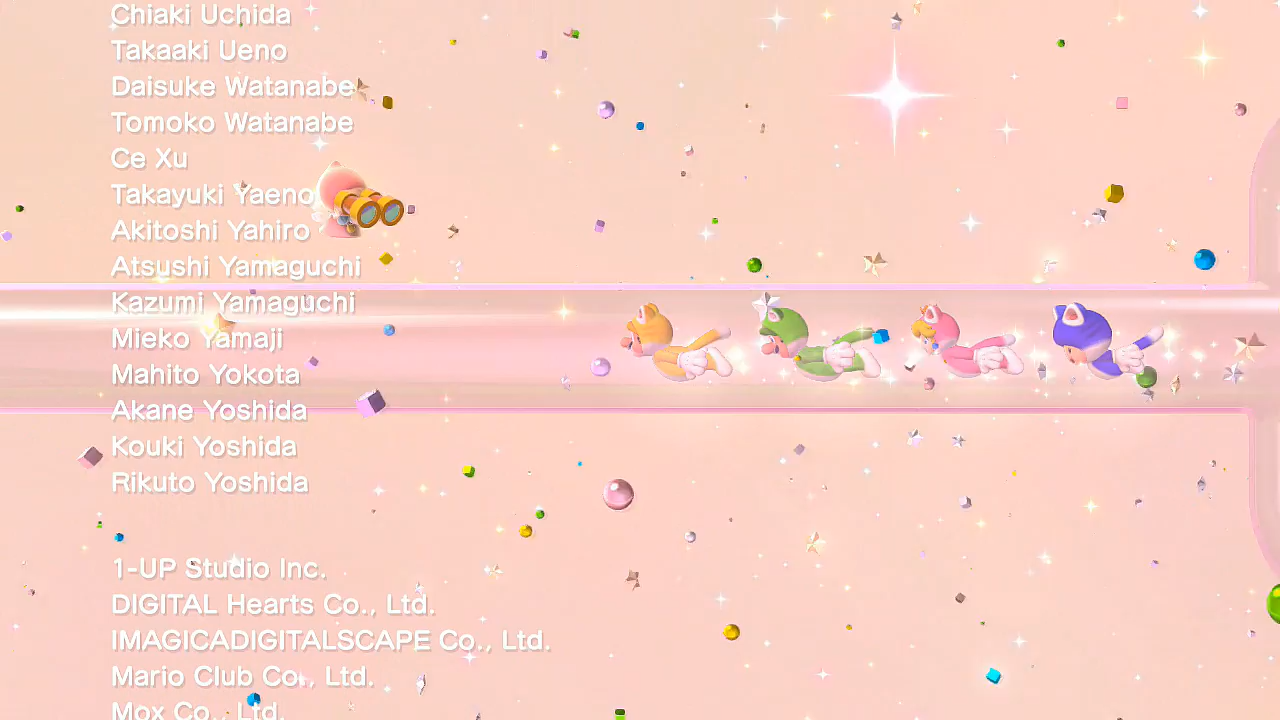 Chiaki Uchida
Takaaki Ueno
Daisuke Watanabe
Tomoko Watanabe
Ce Xu
Takayuki Yaeno
Akitoshi Yahiro
Atsushi Yamaguchi
Kazumi Yamaguchi
Mieko Yamaji
Mahito Yokota
Akane Yoshida
Kouki Yoshida
Rikuto Yoshida
1-UP Studio Inc.
DIGITAL Hearts Co., Ltd.
IMAGICADIGITALSCAPE Co., Ltd.
Mario Club Co., Ltd.
Mox Co., Ltd.